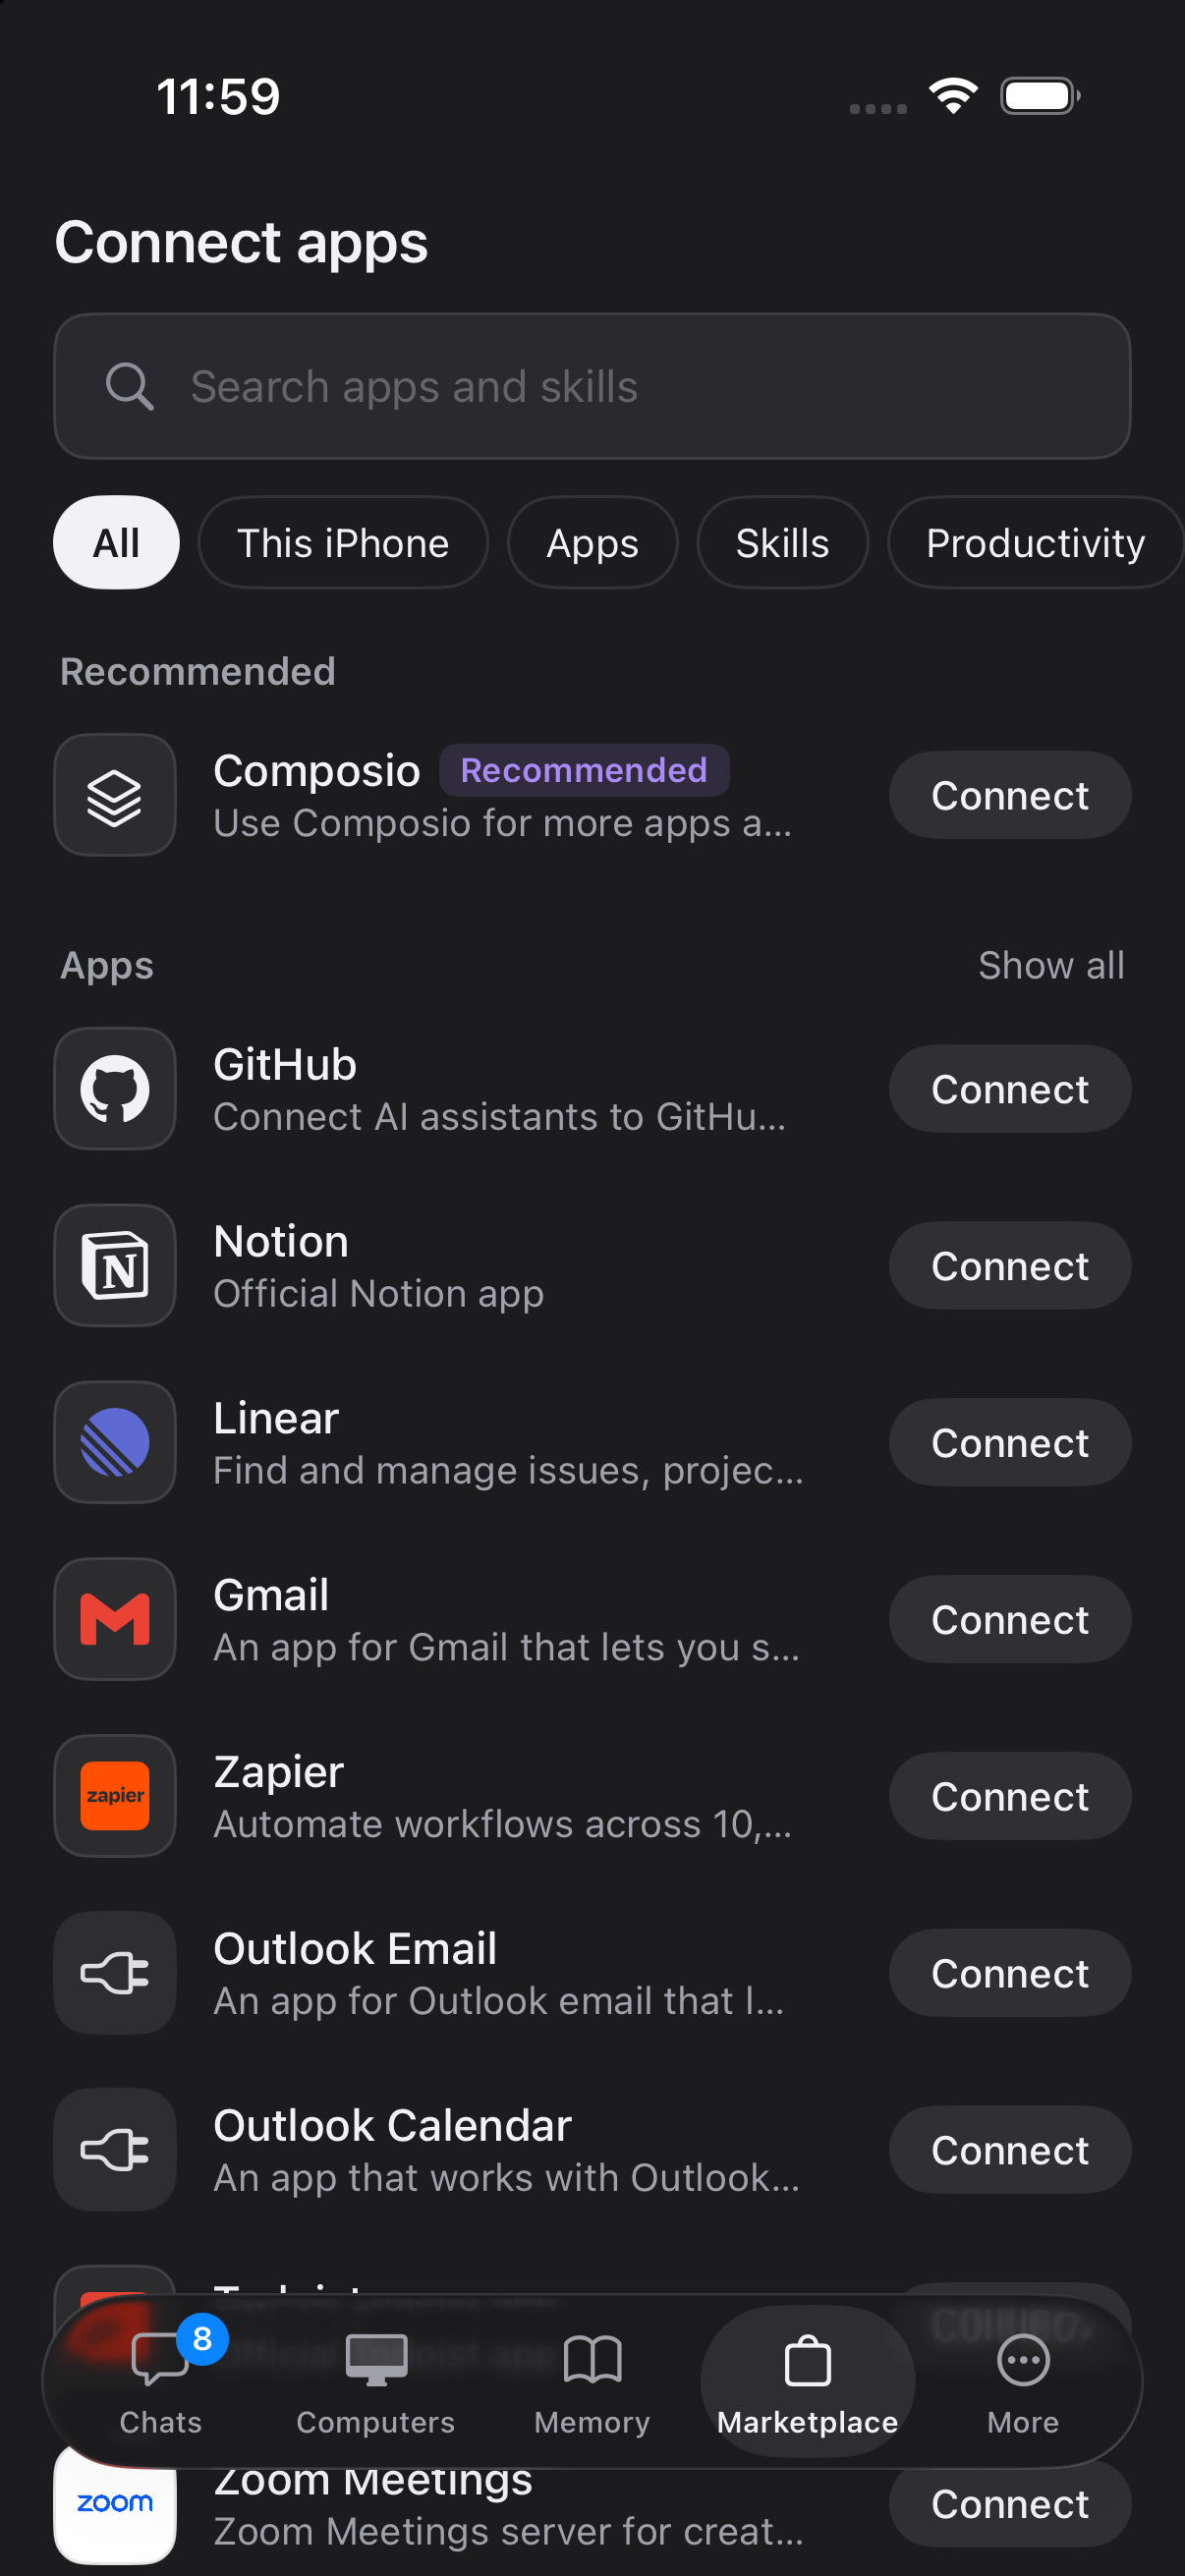 11:59
Connect apps
Search apps and skills
All
This iPhone
Apps
Skills
Productivity
Recommended
Composio
Recommended
Use Composio for more apps a...
Connect
Apps
Show all
GitHub
Connect AI assistants to GitHu...
Connect
Notion
Official Notion app
Connect
Linear
Find and manage issues, projec...
Connect
Gmail
An app for Gmail that lets you s...
Connect
zapier
Zapier
Automate workflows across 10,...
Connect
Outlook Email
An app for Outlook email that l...
Connect
Outlook Calendar
An app that works with Outlook...
Connect
8
Chats
Computers
Memory
Marketplace
More
zoom
Zoom Meetings
Zoom Meetings server for creat...
Connect